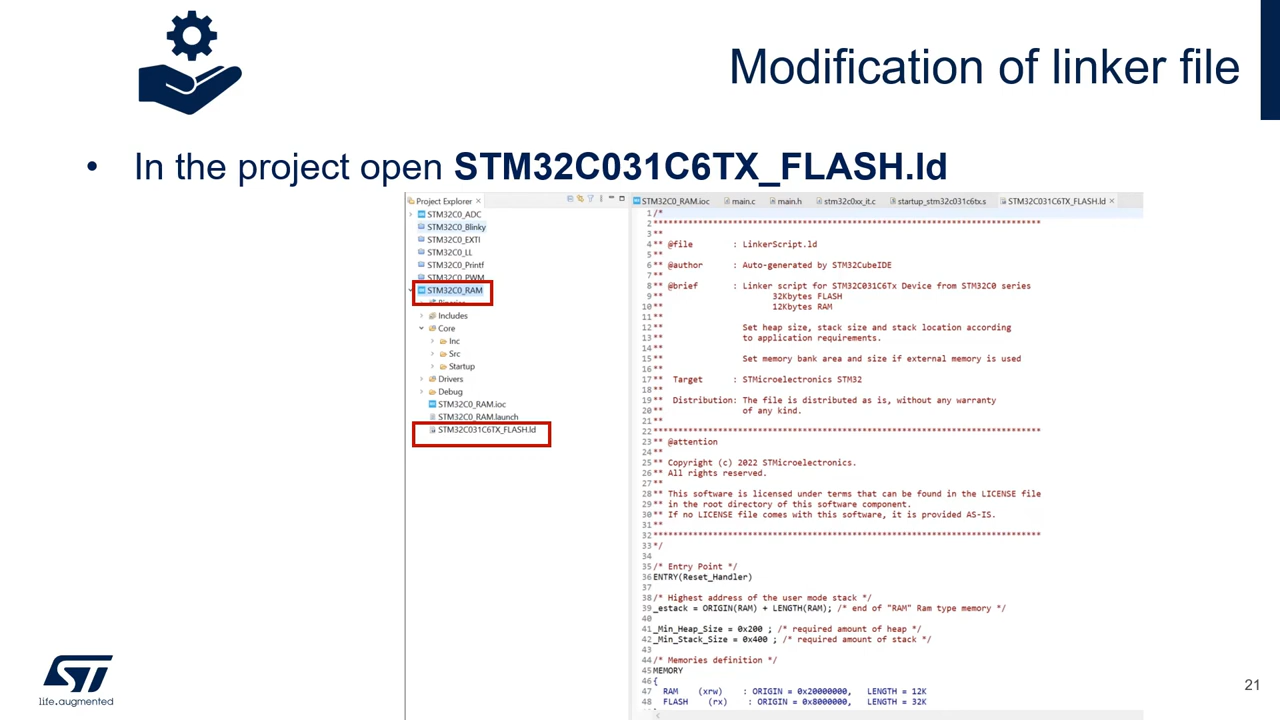 Modification of linker file
• In the project open STM32C031C6TX_FLASH.ld
Project Explorer
STM32C0_ADC
STM32C0_Blinky
STM32C0_EXTI
STM32C0_LL
STM32C0_Printf
STM32C0_PWM
STM32C0_RAM
Binaries
Includes
Core
Inc
Src
Startup
Drivers
Debug
STM32C0_RAM.ioc
STM32C0_RAM.launch
STM32C031C6TX_FLASH.ld
STM32C0_RAM.ioc main.c main.h stm32c0xx_it.c startup_stm32c031c6tx.s STM32C031C6TX_FLASH.ld
1 /*
2 ******************************************************************************
3 **
4 ** @file : LinkerScript.ld
5 **
6 ** @author : Auto-generated by STM32CubeIDE
7 **
8 ** @brief : Linker script for STM32C031C6Tx Device from STM32C0 series
9 ** 32Kbytes FLASH
10 ** 12Kbytes RAM
11 **
12 ** Set heap size, stack size and stack location according
13 ** to application requirements.
14 **
15 ** Set memory bank area and size if external memory is used
16 **
17 ** Target : STMicroelectronics STM32
18 **
19 ** Distribution: The file is distributed as is, without any warranty
20 ** of any kind.
21 **
22 ******************************************************************************
23 ** @attention
24 **
25 ** Copyright (c) 2022 STMicroelectronics.
26 ** All rights reserved.
27 **
28 ** This software is licensed under terms that can be found in the LICENSE file
29 ** in the root directory of this software component.
30 ** If no LICENSE file comes with this software, it is provided AS-IS.
31 **
32 ******************************************************************************
33 */
34
35 /* Entry Point */
36 ENTRY(Reset_Handler)
37
38 /* Highest address of the user mode stack */
39 _estack = ORIGIN(RAM) + LENGTH(RAM); /* end of "RAM" Ram type memory */
40
41 _Min_Heap_Size = 0x200 ; /* required amount of heap */
42 _Min_Stack_Size = 0x400 ; /* required amount of stack */
43
44 /* Memories definition */
45 MEMORY
46 {
47 RAM (xrw) : ORIGIN = 0x20000000, LENGTH = 12K
48 FLASH (rx) : ORIGIN = 0x8000000, LENGTH = 32K
ST
life.augmented
21